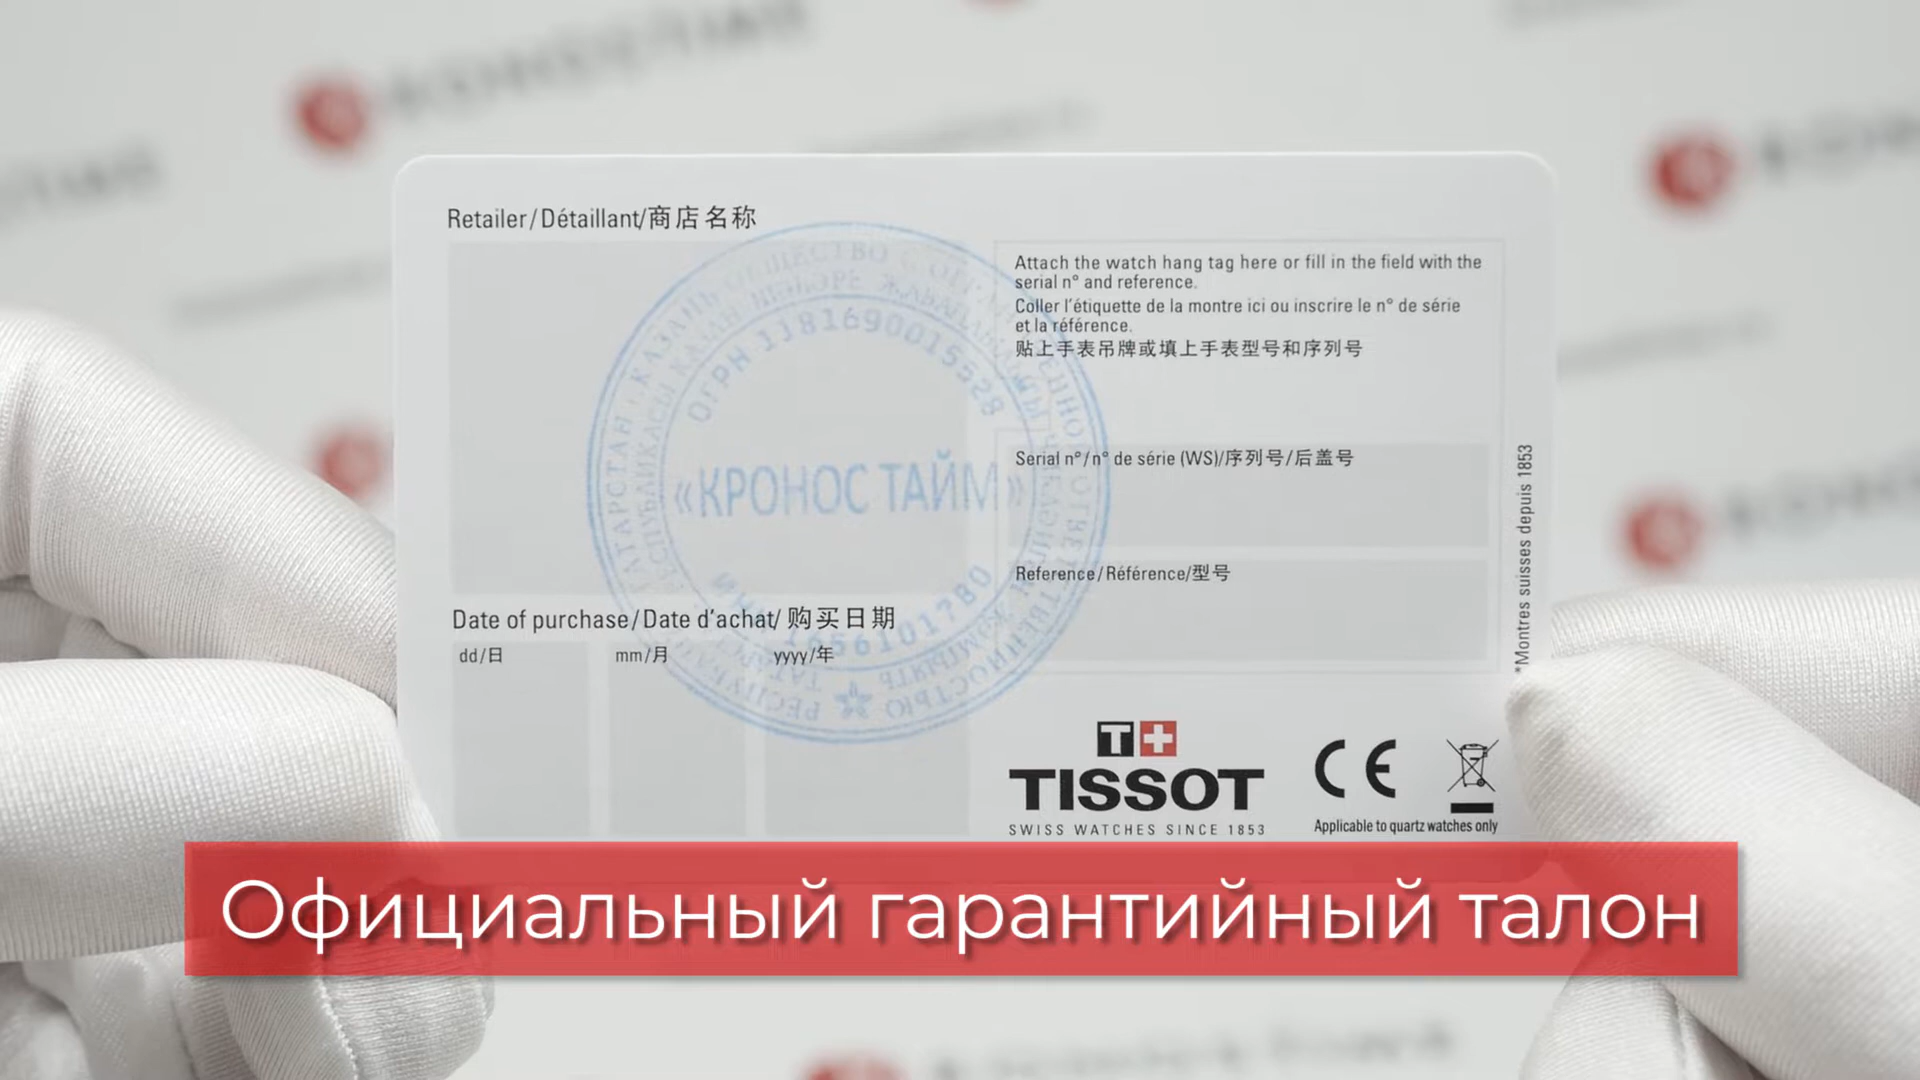 Retailer/Détaillant/商店名称
Attach the watch hang tag here or fill in the field with the
serial n° and reference.
Coller l'étiquette de la montre ici ou inscrire le n° de série
et la référence.
贴上手表吊牌或填上手表型号和序列号
ОГРН 1181690015528
«КРОНОС ТАЙМ»
Serial n°/n° de série (WS)/序列号/后盖号
Reference/Référence/型号
*Montres suisses depuis 1853
Date of purchase/Date d'achat/购买日期
dd/日
mm/月
yyyy/年
T+
TISSOT
SWISS WATCHES SINCE 1853
CE
Applicable to quartz watches only
Официальный гарантийный талон